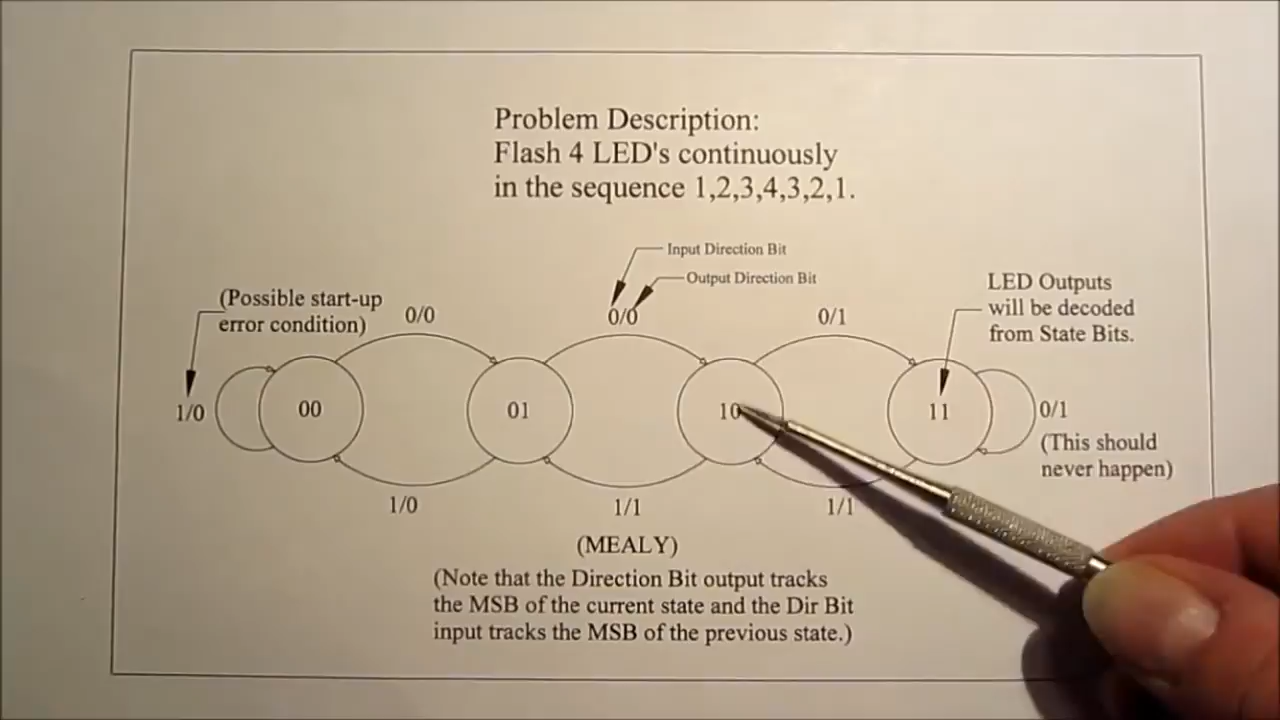 Problem Description:
Flash 4 LED's continuously
in the sequence 1,2,3,4,3,2,1.
Input Direction Bit
Output Direction Bit
(Possible start-up
error condition)
LED Outputs
will be decoded
from State Bits.
0/0
0/0
0/1
1/0
00
01
10
11
0/1
(This should
never happen)
1/0
1/1
1/1
(MEALY)
(Note that the Direction Bit output tracks
the MSB of the current state and the Dir Bit
input tracks the MSB of the previous state.)